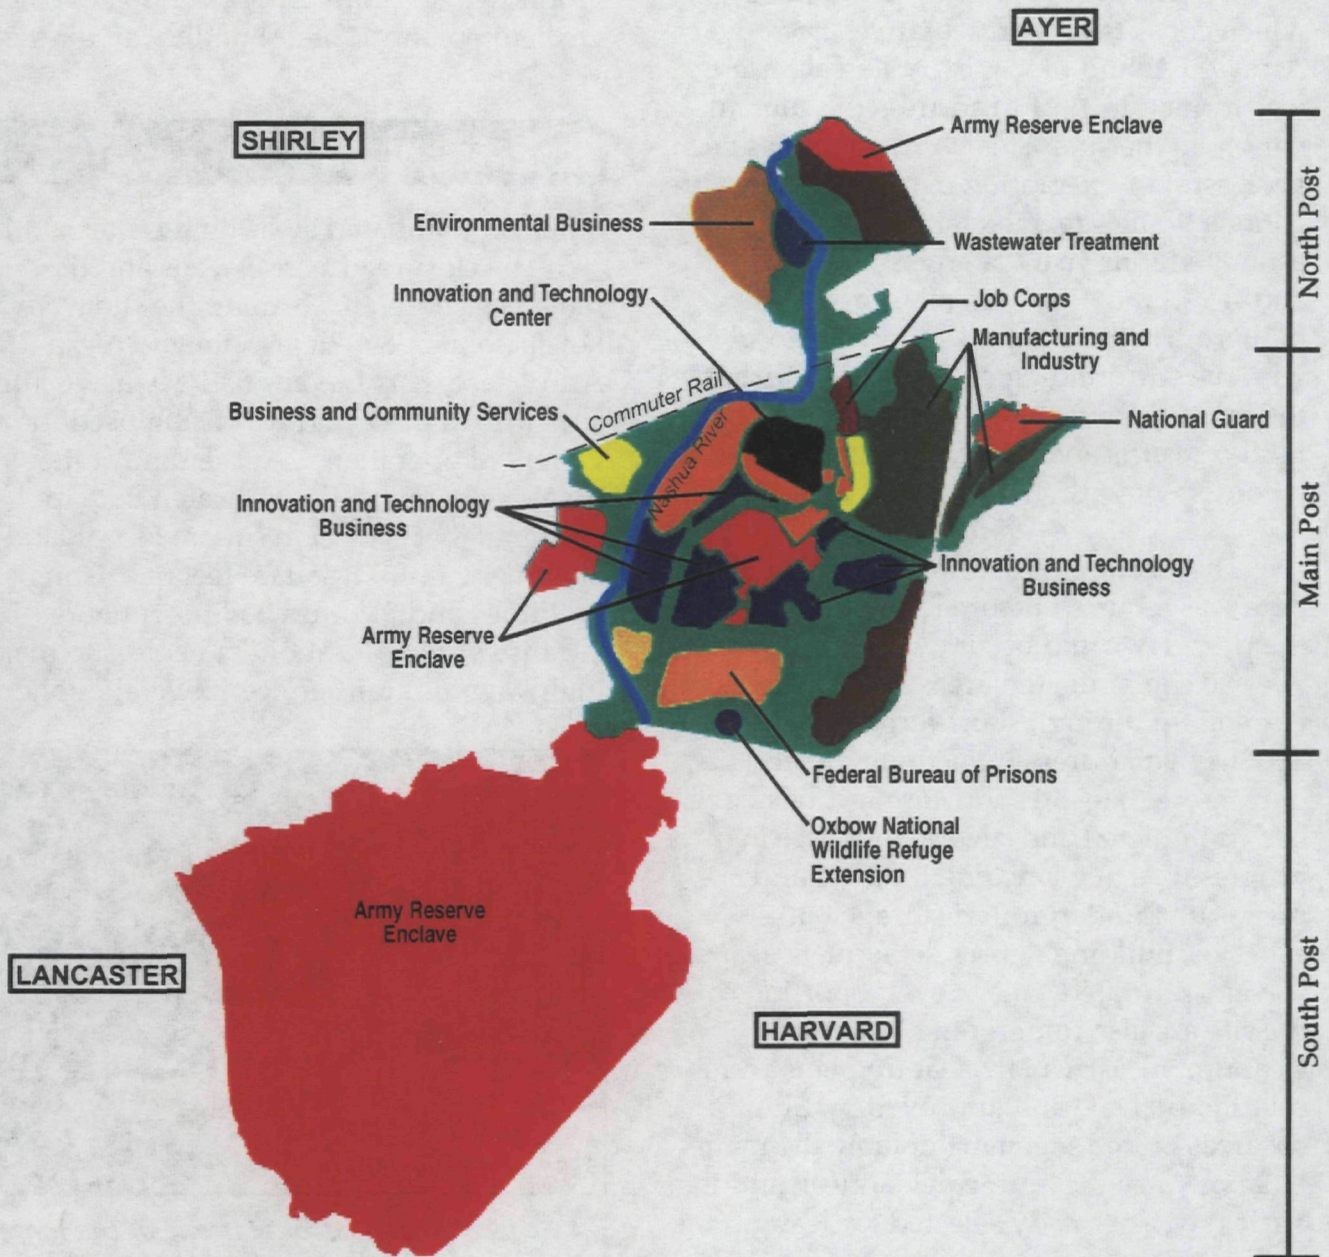 AYER
SHIRLEY
Army Reserve Enclave
North Post
Environmental Business
Wastewater Treatment
Innovation and Technology
Center
Job Corps
Manufacturing and
Industry
Commuter Rail
Business and Community Services
National Guard
Nashua River
Innovation and Technology
Business
Main Post
Innovation and Technology
Business
Army Reserve
Enclave
Federal Bureau of Prisons
Oxbow National
Wildlife Refuge
Extension
Army Reserve
Enclave
LANCASTER
HARVARD
South Post